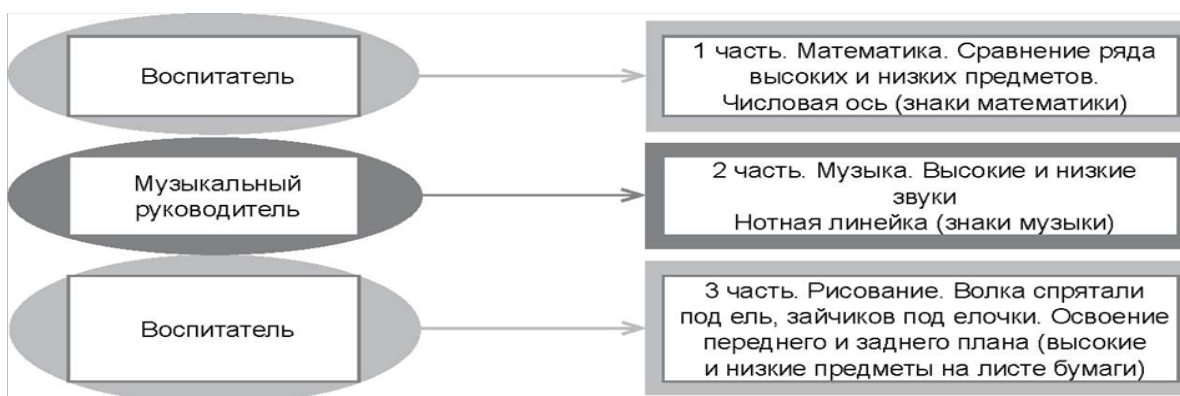 Воспитатель
1 часть. Математика. Сравнение ряда
высоких и низких предметов.
Числовая ось (знаки математики)
Музыкальный
руководитель
2 часть. Музыка. Высокие и низкие
звуки
Нотная линейка (знаки музыки)
Воспитатель
3 часть. Рисование. Волка спрятали
под ель, зайчиков под елочки. Освоение
переднего и заднего плана (высокие
и низкие предметы на листе бумаги)